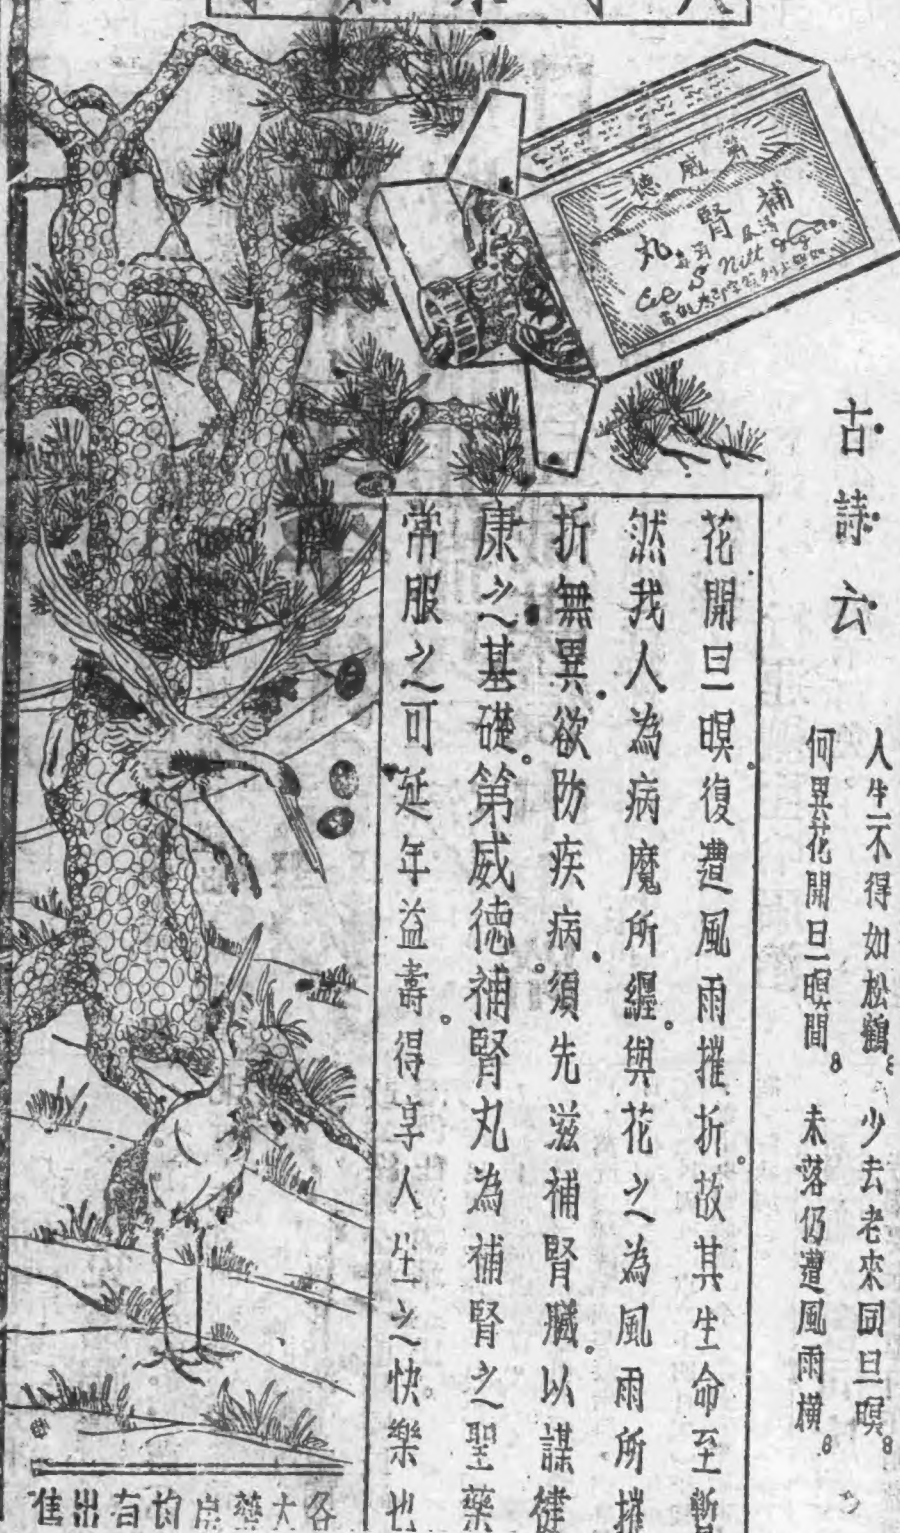 第威德
補腎丸
古詩云
人生不得如松鶴。少去老來同旦暝。
何異花開旦暝間。未落仍遭風雨橫。
花開旦暝。復遭風雨摧折。故其生命至暫
然我人為病魔所纏。與花之為風雨所摧
折無異。欲防疾病。須先滋補腎臟。以謀健
康之基礎。第威德補腎丸為補腎之聖藥
常服之可延年益壽。得享人生之快樂也
各大藥房均有出售